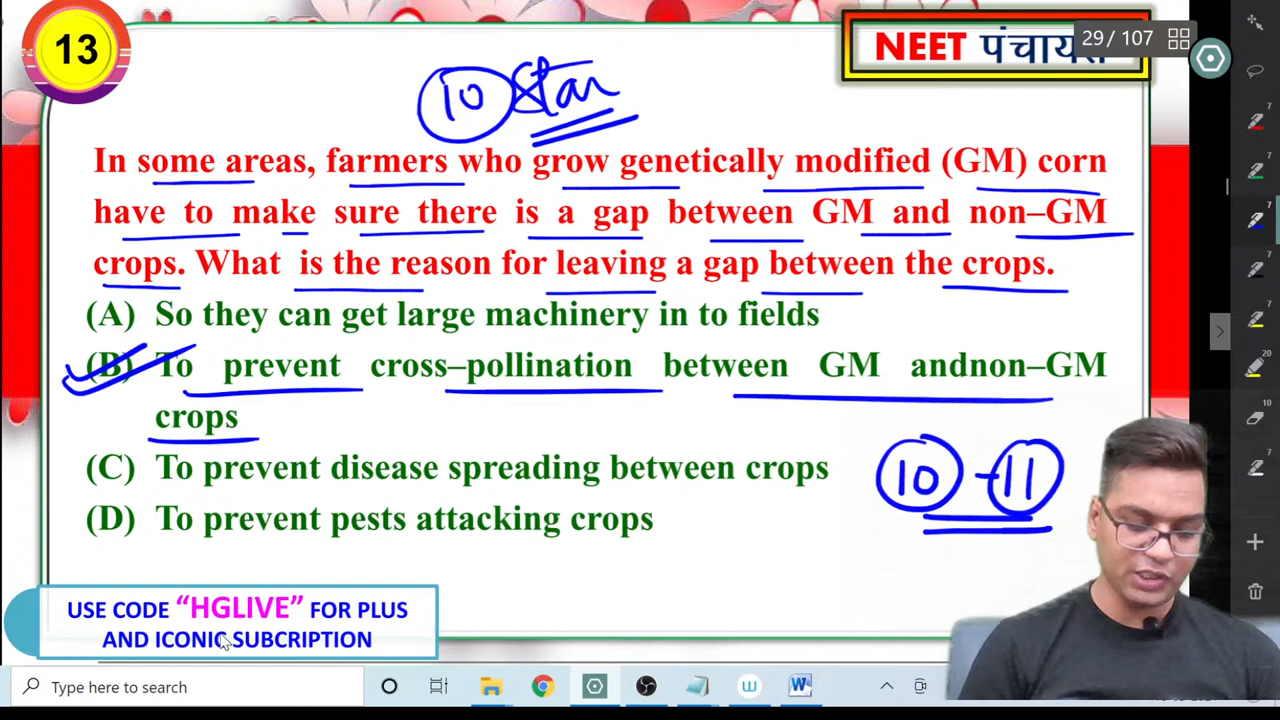 13
NEET पंचायत
29 / 107
10 Star
In some areas, farmers who grow genetically modified (GM) corn
have to make sure there is a gap between GM and non–GM
crops. What is the reason for leaving a gap between the crops.
(A) So they can get large machinery in to fields
(B) To prevent cross–pollination between GM andnon–GM
crops
(C) To prevent disease spreading between crops
10 - 11
(D) To prevent pests attacking crops
USE CODE “HGLIVE” FOR PLUS
AND ICONIC SUBCRIPTION
Type here to search